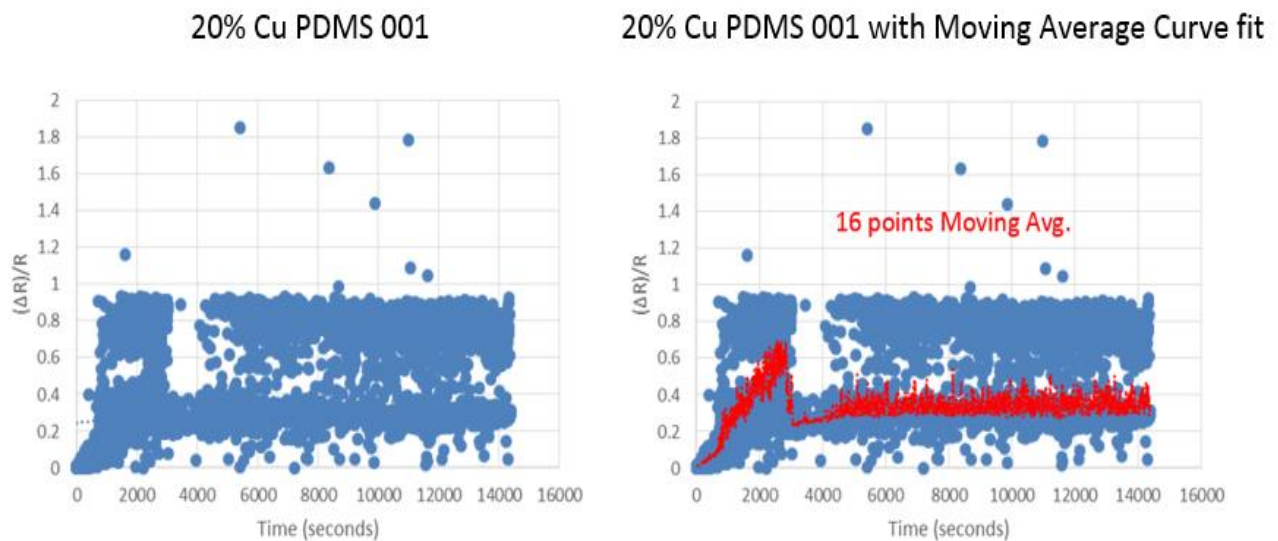 20% Cu PDMS 001
2
1.8
1.6
1.4
1.2
1
0.8
0.6
0.4
0.2
0
(ΔR)/R
0 2000 4000 6000 8000 10000 12000 14000 16000
Time (seconds)
20% Cu PDMS 001 with Moving Average Curve fit
2
1.8
1.6
1.4
1.2
1
0.8
0.6
0.4
0.2
0
(ΔR)/R
16 points Moving Avg.
0 2000 4000 6000 8000 10000 12000 14000 16000
Time (seconds)